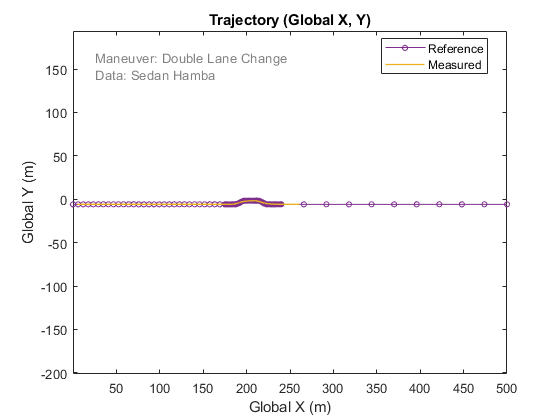 Trajectory (Global X, Y)
Maneuver: Double Lane Change
Data: Sedan Hamba
Reference
Measured
Global Y (m)
150
100
50
0
-50
-100
-150
-200
50 100 150 200 250 300 350 400 450 500
Global X (m)